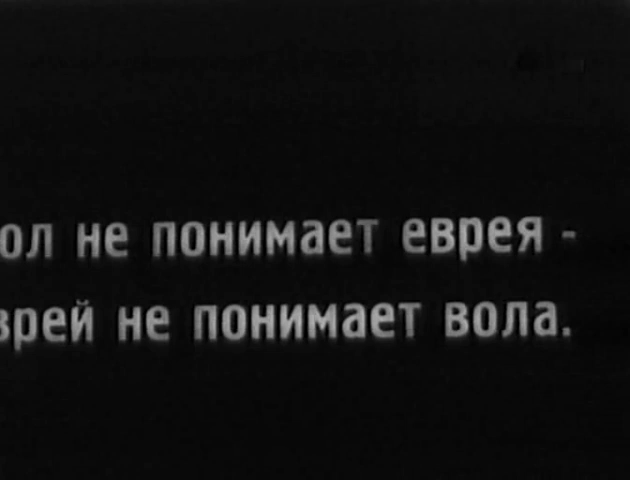 ол не понимает еврея -
врей не понимает вола.